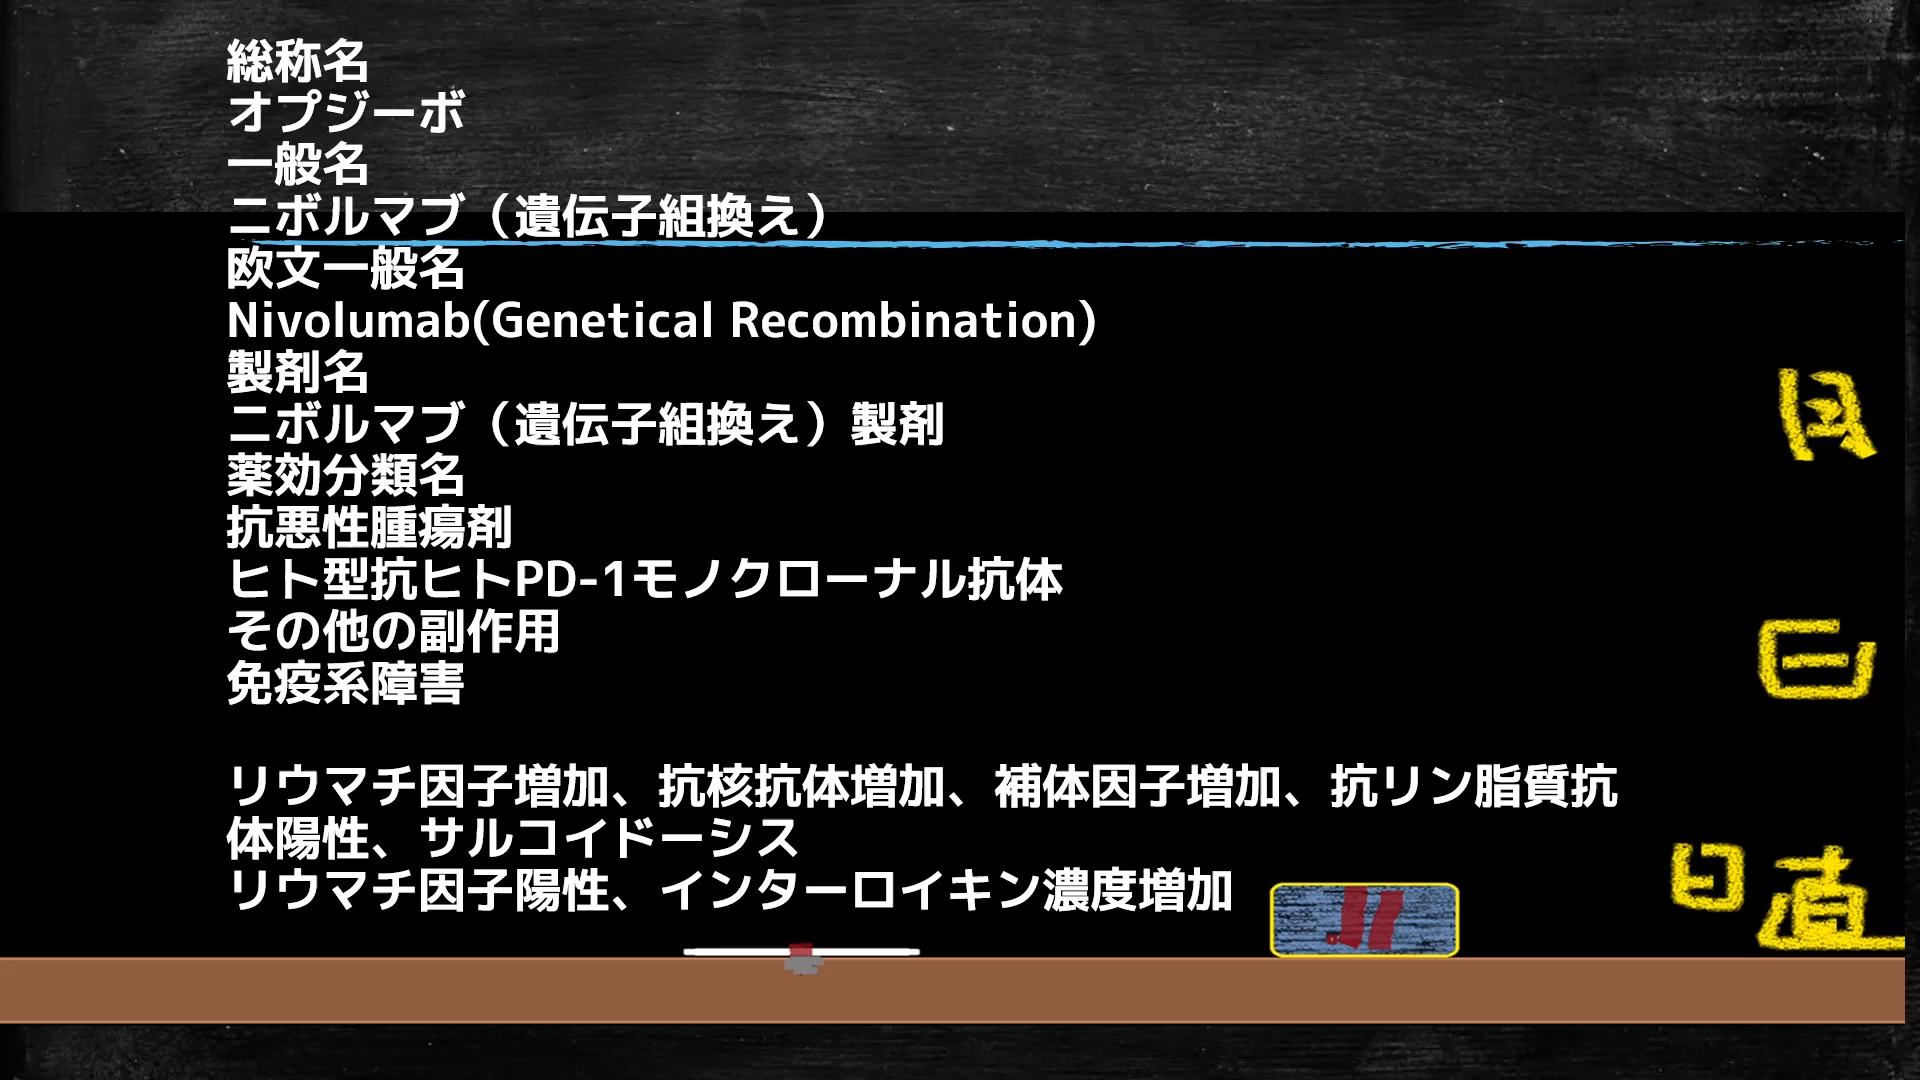 総称名
オプジーボ
一般名
ニボルマブ（遺伝子組換え）
欧文一般名
Nivolumab(Genetical Recombination)
製剤名
ニボルマブ（遺伝子組換え）製剤
薬効分類名
抗悪性腫瘍剤
ヒト型抗ヒトPD-1モノクローナル抗体
その他の副作用
免疫系障害
リウマチ因子増加、抗核抗体増加、補体因子増加、抗リン脂質抗
体陽性、サルコイドーシス
リウマチ因子陽性、インターロイキン濃度増加
日直